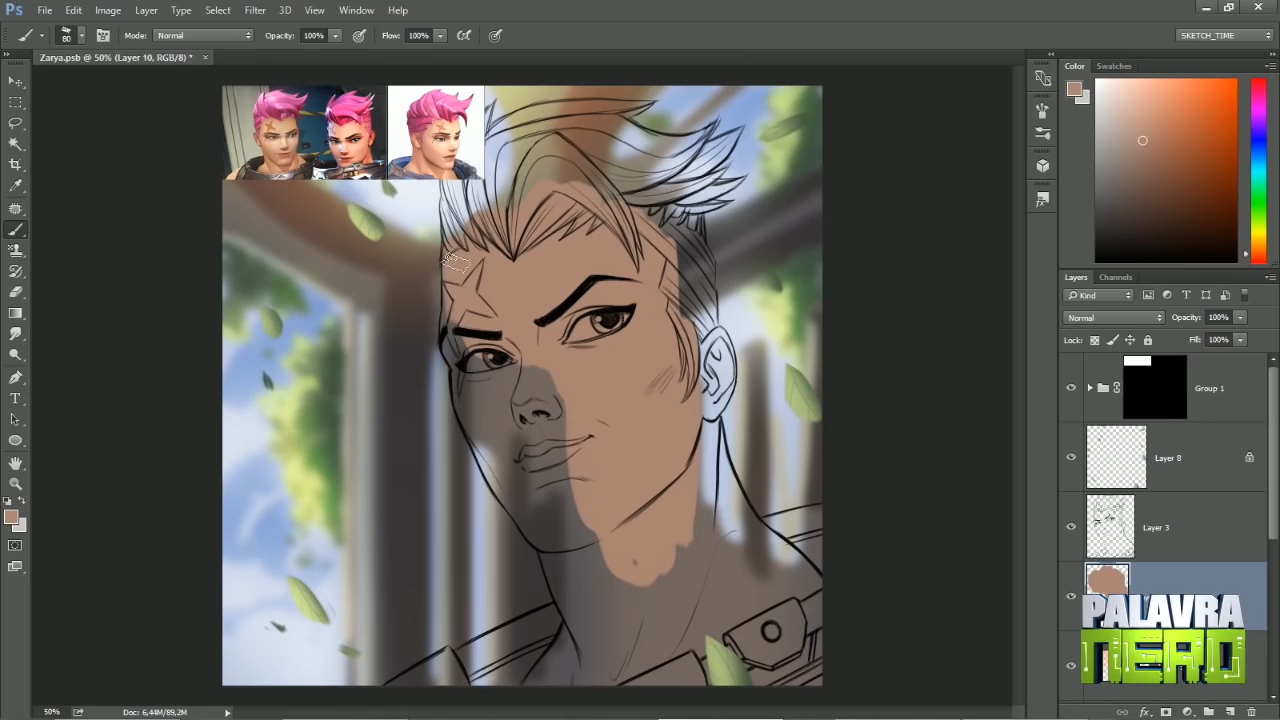 Ps File Edit Image Layer Type Select Filter 3D View Window Help
80 Mode: Normal Opacity: 100% Flow: 100% SKETCH_TIME
Zarya.psb @ 50% (Layer 10, RGB/8) * ×
Color Swatches
Layers Channels
Kind
Normal Opacity: 100%
Lock: Fill: 100%
Group 1
Layer 8
Layer 3
PALAVRA
NERD
50% Doc: 6,44M/89,2M